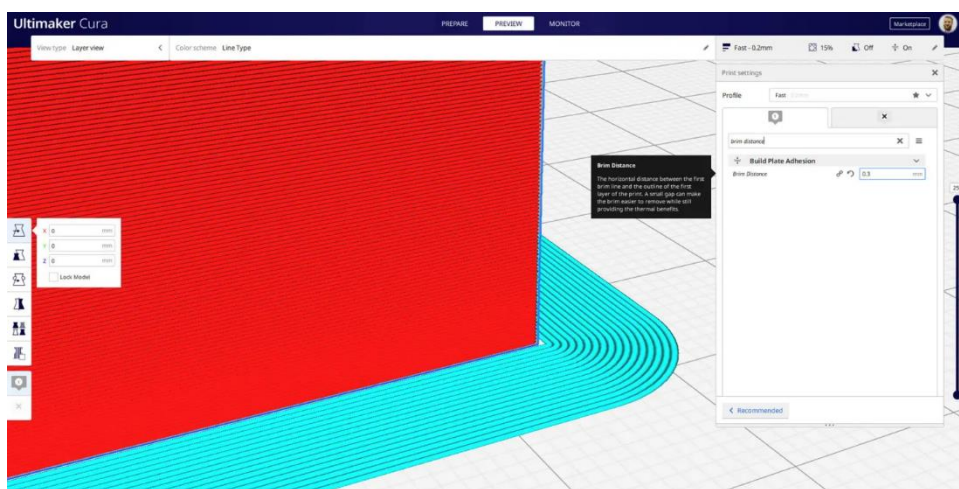 Ultimaker Cura
PREPARE PREVIEW MONITOR
Marketplace
View type Layer view
Color scheme Line Type
Fast - 0.2mm 15% Off On
Print settings
Profile Fast
brim distance
Build Plate Adhesion
Brim Distance 0.3 mm
Brim Distance
The horizontal distance between the first
brim line and the outline of the first
layer of the print. A small gap can make
the brim easier to remove while still
providing the thermal benefits.
X 0 mm
Y 0 mm
Z 0 mm
Lock Model
Recommended